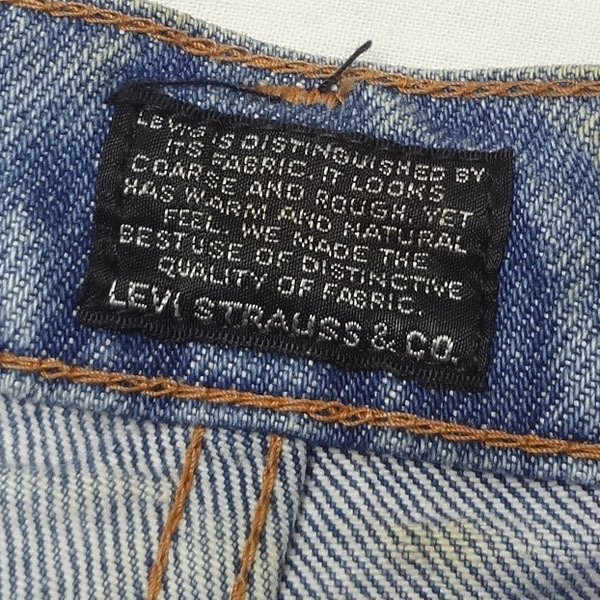 LEVIS IS DISTINGUISHED BY
ITS FABRIC. IT LOOKS
COARSE AND ROUGH, YET
HAS WARM AND NATURAL
FEEL. WE MADE THE
BEST USE OF DISTINCTIVE
QUALITY OF FABRIC.
LEVI STRAUSS & CO.